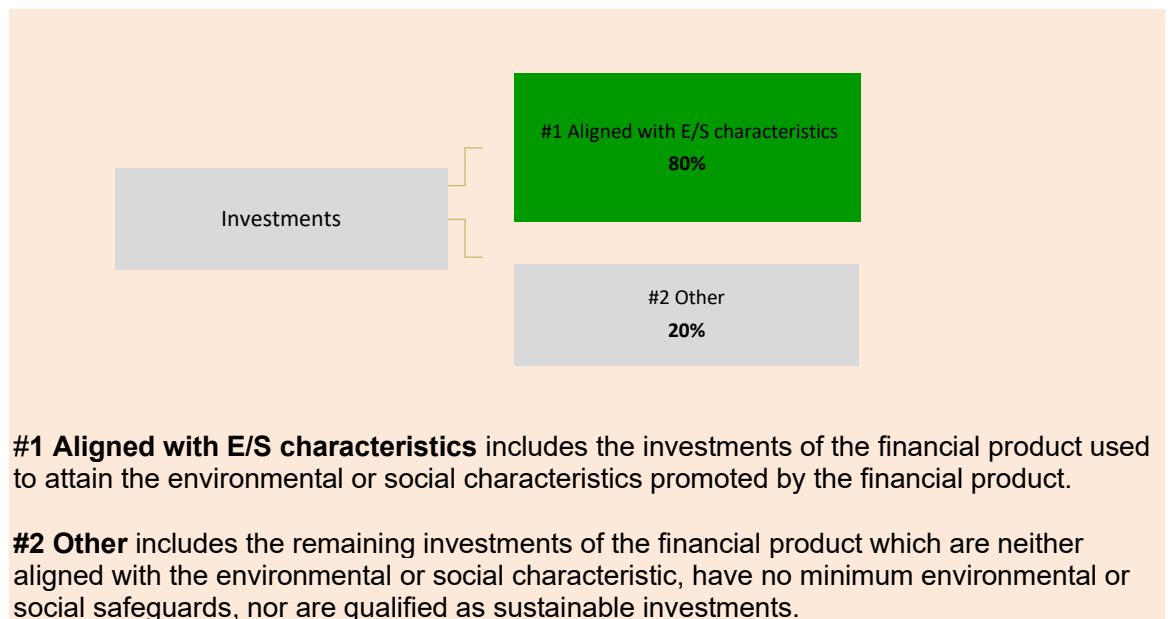 #1 Aligned with E/S characteristics
80%
Investments
#2 Other
20%
#1 Aligned with E/S characteristics includes the investments of the financial product used
to attain the environmental or social characteristics promoted by the financial product.
#2 Other includes the remaining investments of the financial product which are neither
aligned with the environmental or social characteristic, have no minimum environmental or
social safeguards, nor are qualified as sustainable investments.